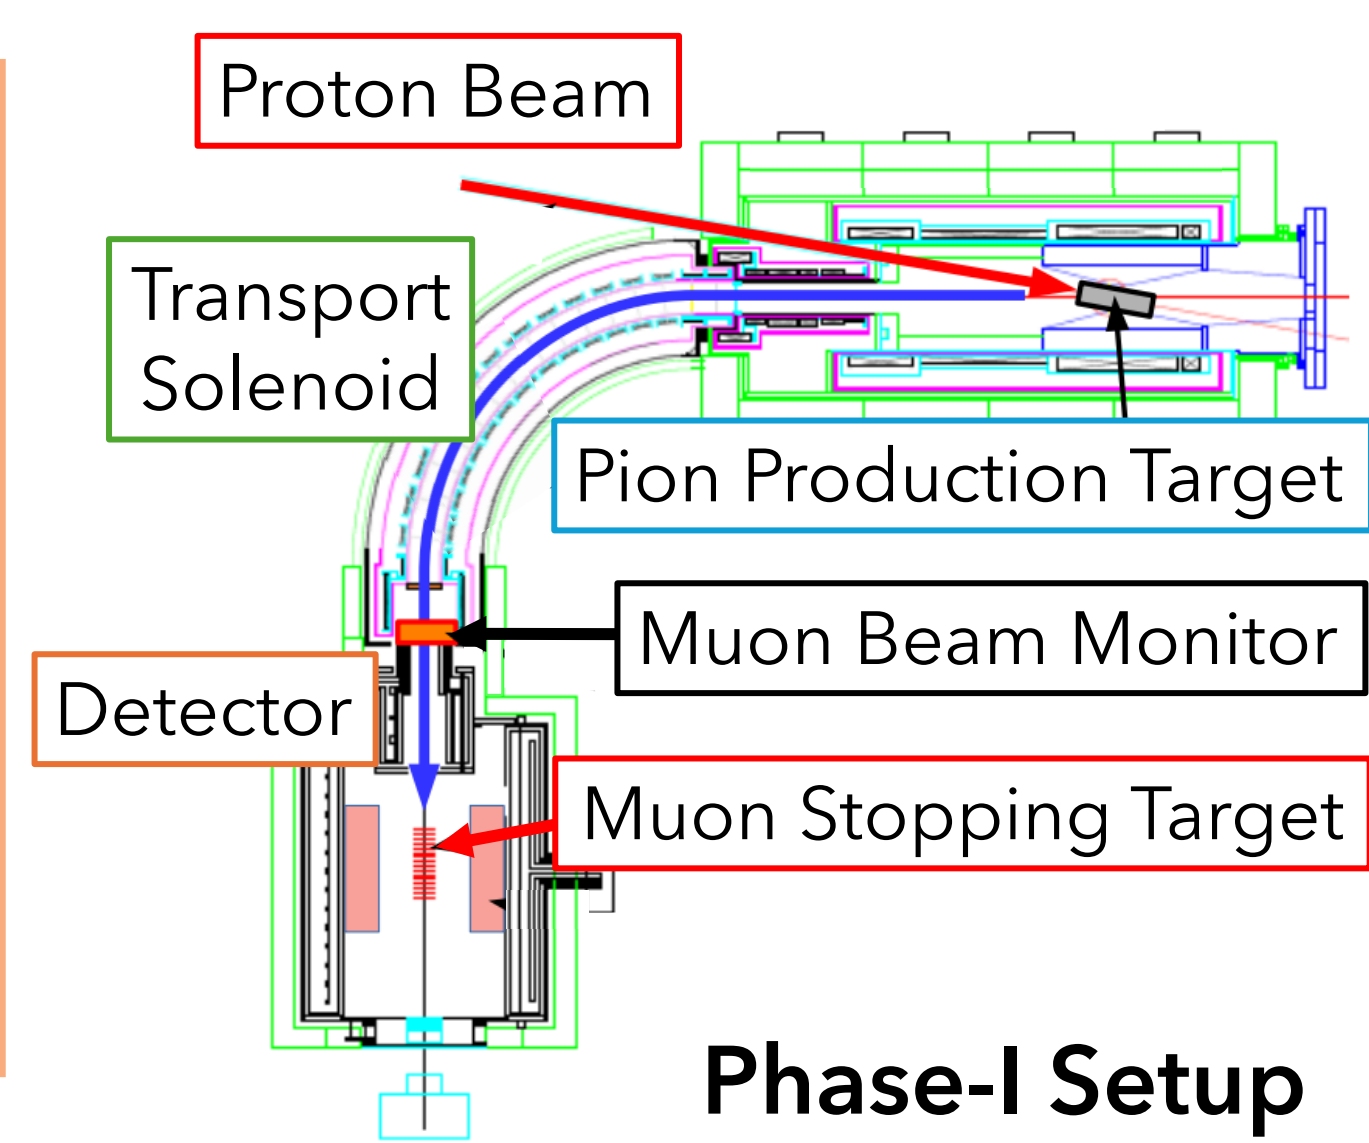 Proton Beam
Transport
Solenoid
Pion Production Target
Muon Beam Monitor
Detector
Muon Stopping Target
Phase-I Setup